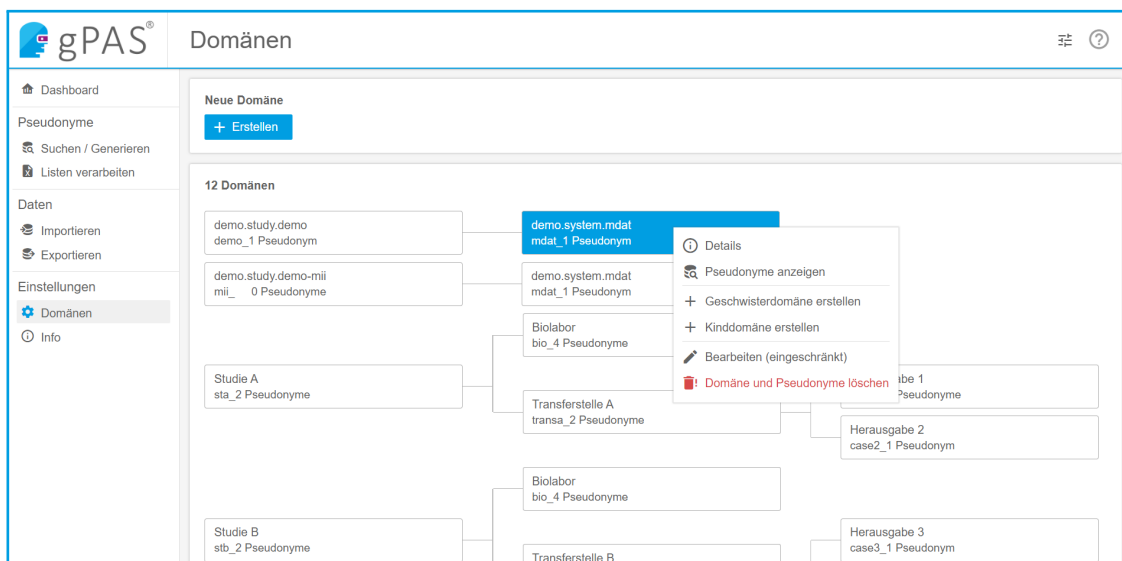 gPAS®
Domänen
Dashboard
Pseudonyme
Suchen / Generieren
Listen verarbeiten
Daten
Importieren
Exportieren
Einstellungen
Domänen
Info
Neue Domäne
+ Erstellen
12 Domänen
demo.study.demo
demo_1 Pseudonym
demo.system.mdat
mdat_1 Pseudonym
demo.study.demo-mii
mii_ 0 Pseudonyme
demo.system.mdat
mdat_1 Pseudonym
Details
Pseudonyme anzeigen
+ Geschwisterdomäne erstellen
+ Kinddomäne erstellen
Bearbeiten (eingeschränkt)
Domäne und Pseudonyme löschen
Biolabor
bio_4 Pseudonyme
Studie A
sta_2 Pseudonyme
Transferstelle A
transa_2 Pseudonyme
abe 1
Pseudonyme
Herausgabe 2
case2_1 Pseudonym
Biolabor
bio_4 Pseudonyme
Studie B
stb_2 Pseudonyme
Transferstelle B
Herausgabe 3
case3_1 Pseudonym